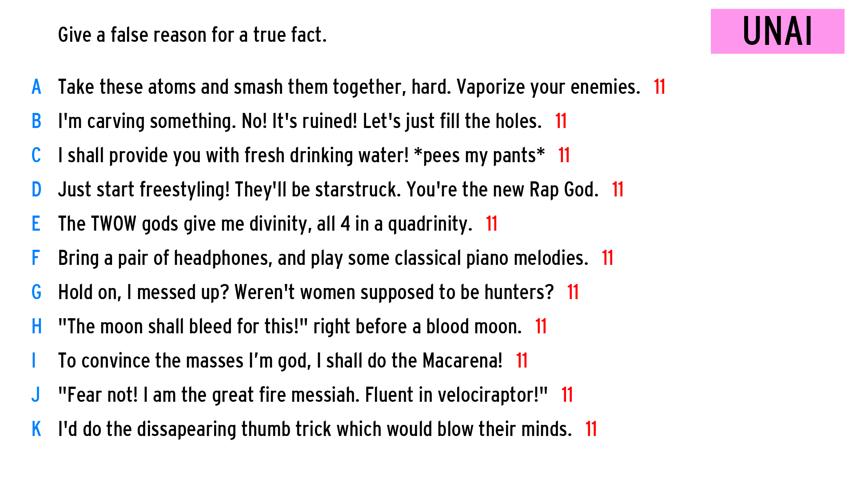 Give a false reason for a true fact.
UNAI
A Take these atoms and smash them together, hard. Vaporize your enemies. 11
B I'm carving something. No! It's ruined! Let's just fill the holes. 11
C I shall provide you with fresh drinking water! *pees my pants* 11
D Just start freestyling! They'll be starstruck. You're the new Rap God. 11
E The TWOW gods give me divinity, all 4 in a quadrinity. 11
F Bring a pair of headphones, and play some classical piano melodies. 11
G Hold on, I messed up? Weren't women supposed to be hunters? 11
H "The moon shall bleed for this!" right before a blood moon. 11
I To convince the masses I’m god, I shall do the Macarena! 11
J "Fear not! I am the great fire messiah. Fluent in velociraptor!" 11
K I'd do the dissapearing thumb trick which would blow their minds. 11